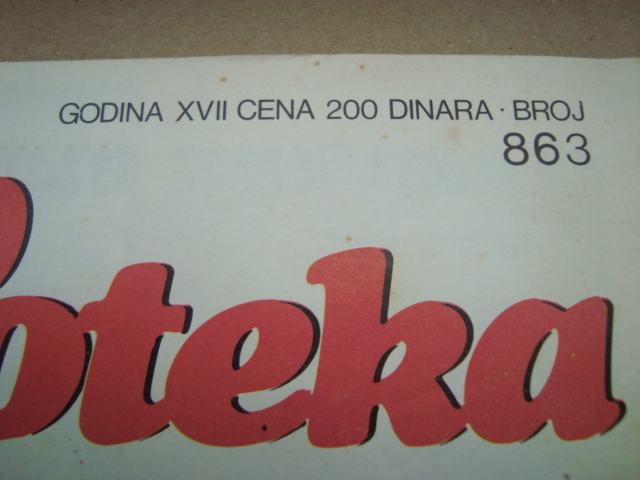 GODINA XVII CENA 200 DINARA · BROJ
863
oteka